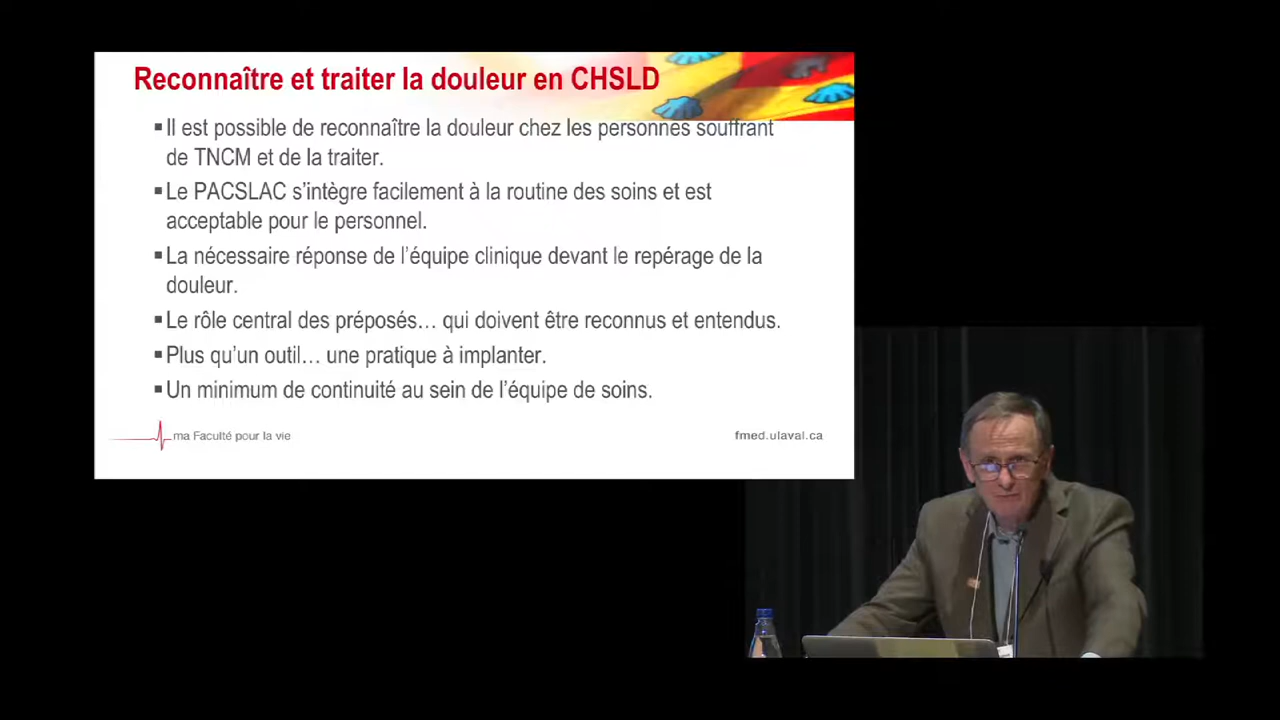 Reconnaître et traiter la douleur en CHSLD
▪Il est possible de reconnaître la douleur chez les personnes souffrant
de TNCM et de la traiter.
▪Le PACSLAC s’intègre facilement à la routine des soins et est
acceptable pour le personnel.
▪La nécessaire réponse de l’équipe clinique devant le repérage de la
douleur.
▪Le rôle central des préposés… qui doivent être reconnus et entendus.
▪Plus qu’un outil… une pratique à implanter.
▪Un minimum de continuité au sein de l’équipe de soins.
ma Faculté pour la vie
fmed.ulaval.ca